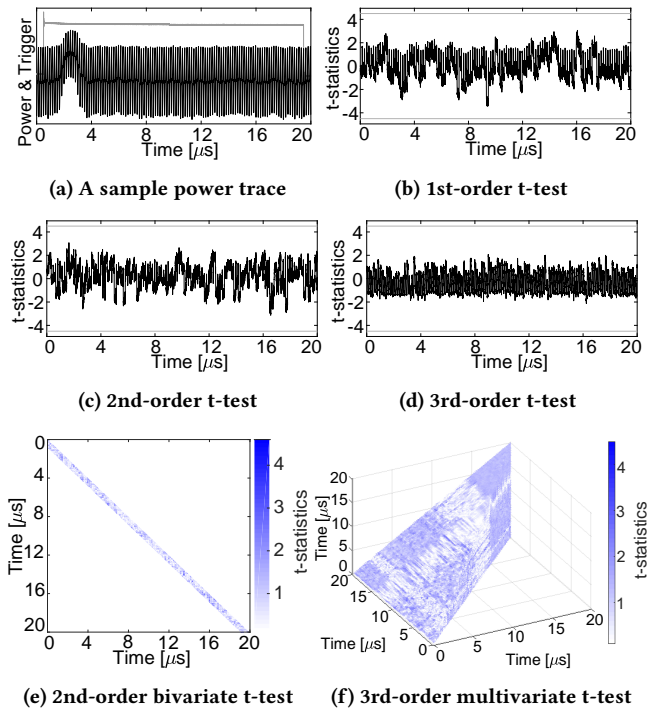 Power & Trigger
0 4 8 12 16 20
Time [μs]
(a) A sample power trace
t-statistics
4
2
0
-2
-4
0 4 8 12 16 20
Time [μs]
(b) 1st-order t-test
t-statistics
4
2
0
-2
-4
0 4 8 12 16 20
Time [μs]
(c) 2nd-order t-test
t-statistics
4
2
0
-2
-4
0 4 8 12 16 20
Time [μs]
(d) 3rd-order t-test
Time [μs]
0
4
8
12
16
20
0 4 8 12 16 20
Time [μs]
4
3
2
1
t-statistics
(e) 2nd-order bivariate t-test
Time [μs]
20
15
10
5
0
20
15
10
5
0
Time [μs]
0
5
10
15
20
Time [μs]
4
3
2
1
t-statistics
(f) 3rd-order multivariate t-test